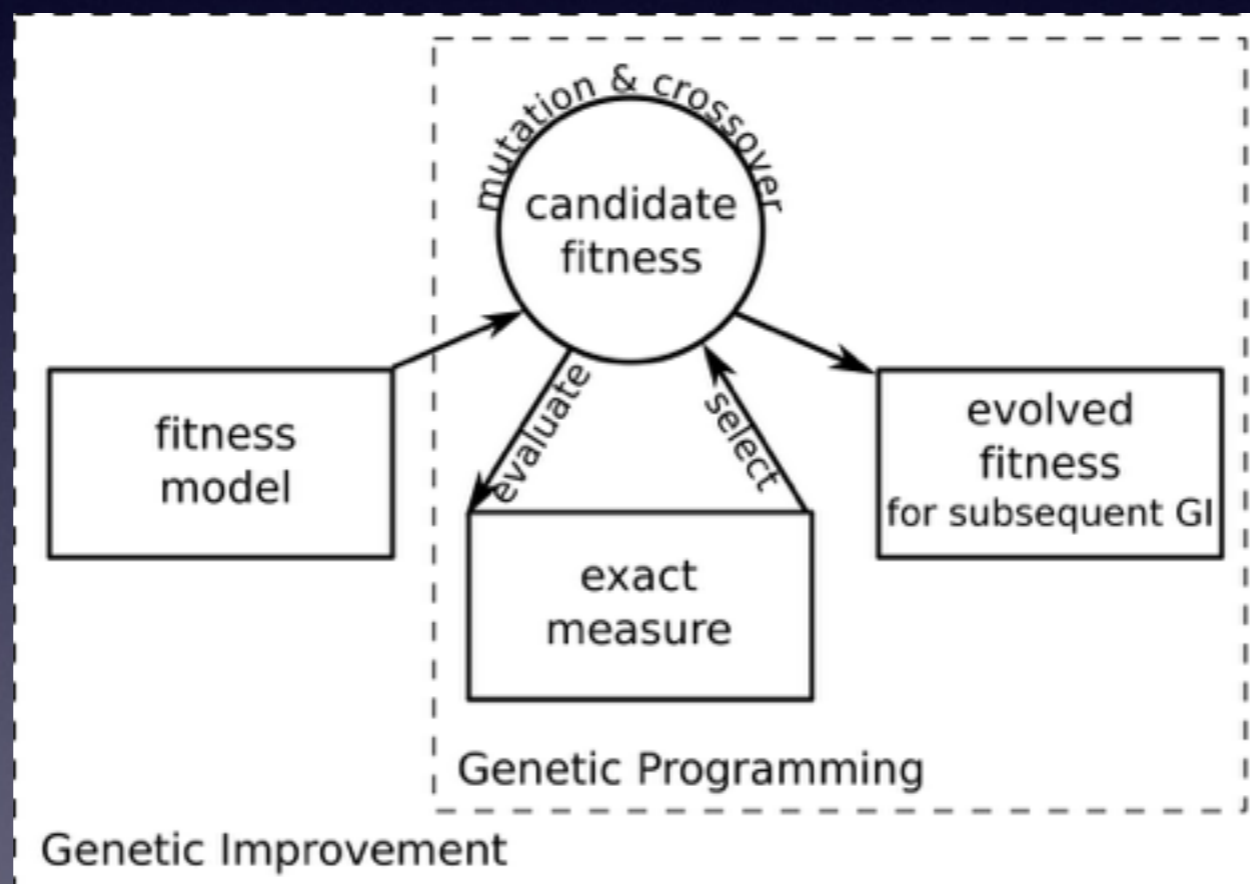 mutation & crossover
candidate
fitness
fitness
model
evaluate
select
evolved
fitness
for subsequent GI
exact
measure
Genetic Programming
Genetic Improvement